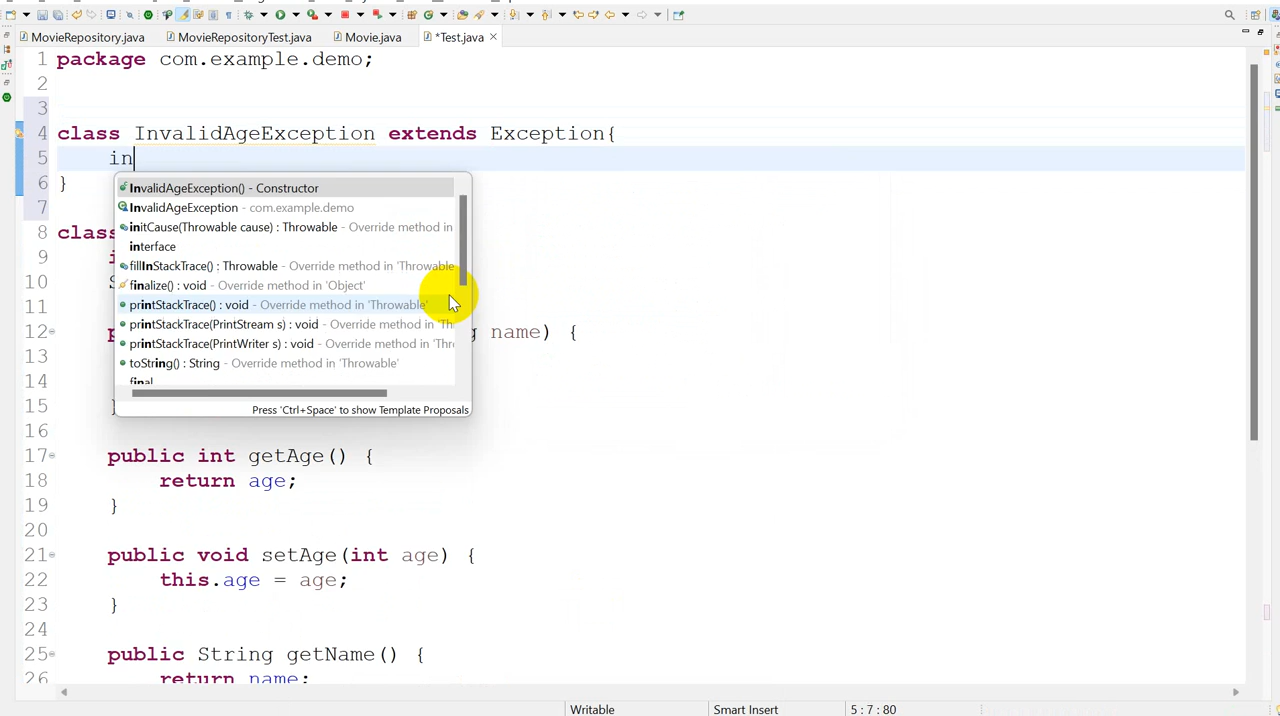 MovieRepository.java MovieRepositoryTest.java Movie.java *Test.java
1 package com.example.demo;
2
3
4 class InvalidAgeException extends Exception{
5 in
6 }
7
8 class
9
10
11
12 name) {
13
14
15
16
17 public int getAge() {
18 return age;
19 }
20
21 public void setAge(int age) {
22 this.age = age;
23 }
24
25 public String getName() {
26 return name;
InvalidAgeException() - Constructor
InvalidAgeException - com.example.demo
initCause(Throwable cause) : Throwable - Override method in
interface
fillInStackTrace() : Throwable - Override method in 'Throwable
finalize() : void - Override method in 'Object'
printStackTrace() : void - Override method in 'Throwable'
printStackTrace(PrintStream s) : void - Override method in 'Th
printStackTrace(PrintWriter s) : void - Override method in 'Thr
toString() : String - Override method in 'Throwable'
final
Press 'Ctrl+Space' to show Template Proposals
Writable Smart Insert 5 : 7 : 80